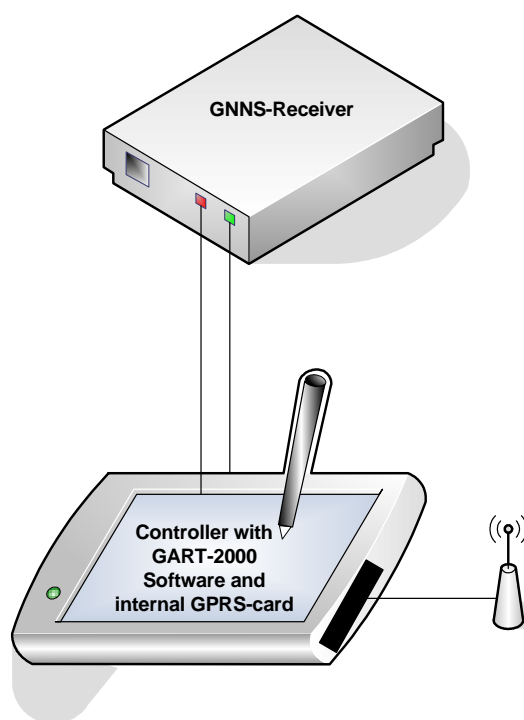 GNNS-Receiver
Controller with
GART-2000
Software and
internal GPRS-card